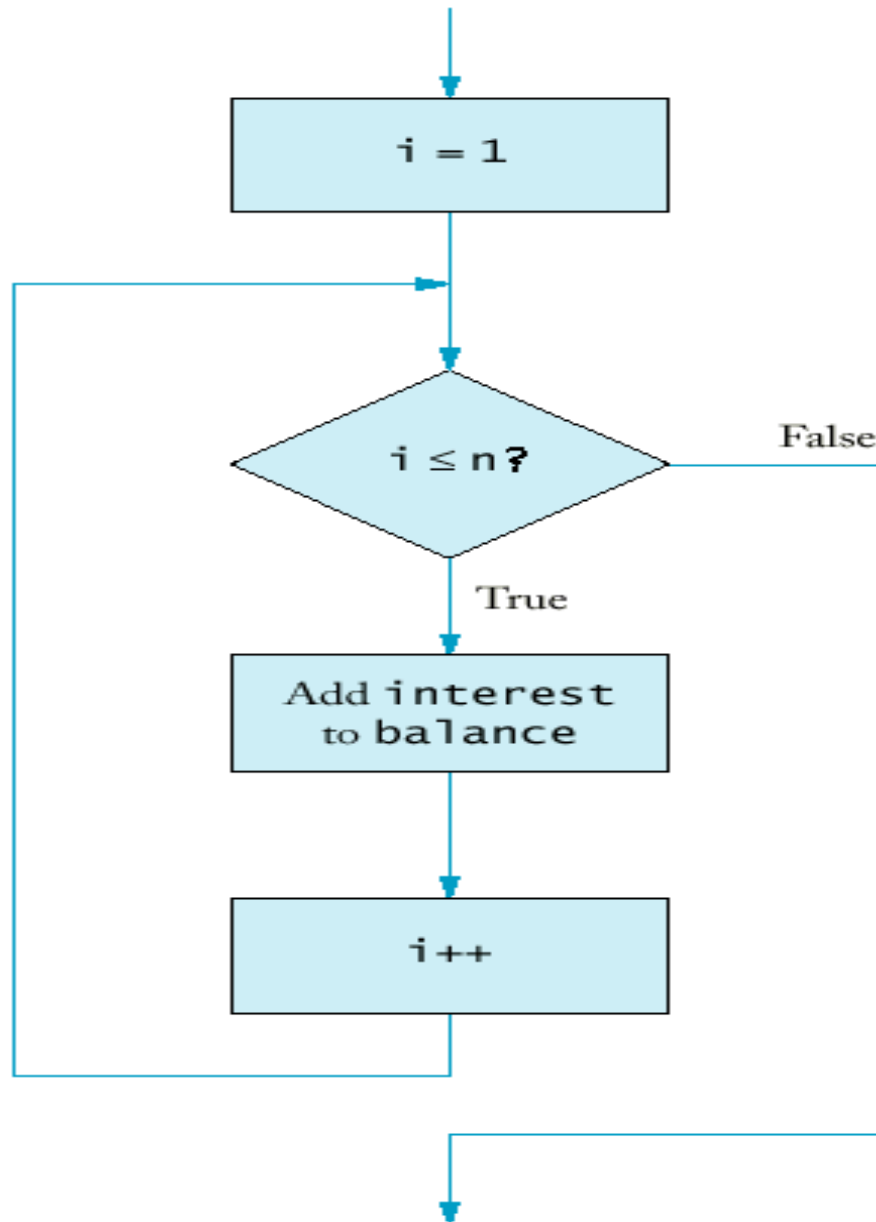 i = 1
i ≤ n?
False
True
Add interest
to balance
i++